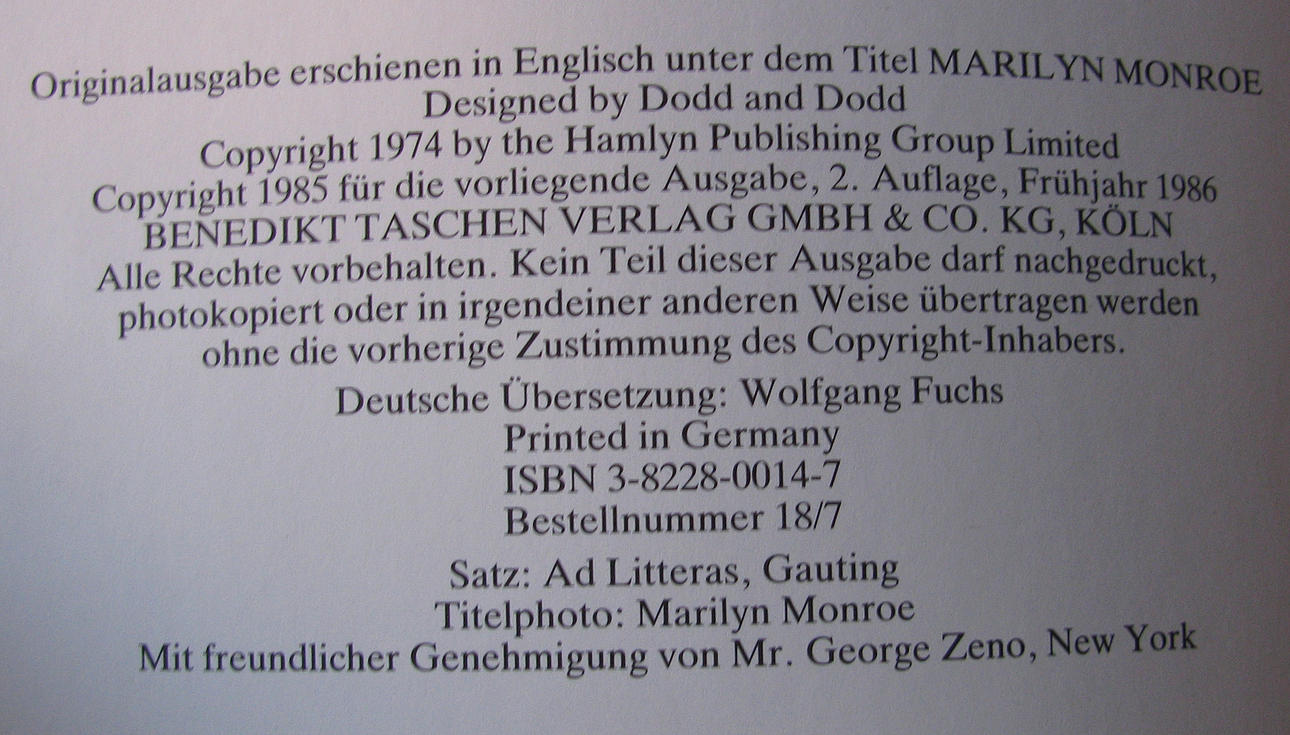 Originalausgabe erschienen in Englisch unter dem Titel MARILYN MONROE
Designed by Dodd and Dodd
Copyright 1974 by the Hamlyn Publishing Group Limited
Copyright 1985 für die vorliegende Ausgabe, 2. Auflage, Frühjahr 1986
BENEDIKT TASCHEN VERLAG GMBH & CO. KG, KÖLN
Alle Rechte vorbehalten. Kein Teil dieser Ausgabe darf nachgedruckt,
photokopiert oder in irgendeiner anderen Weise übertragen werden
ohne die vorherige Zustimmung des Copyright-Inhabers.
Deutsche Übersetzung: Wolfgang Fuchs
Printed in Germany
ISBN 3-8228-0014-7
Bestellnummer 18/7
Satz: Ad Litteras, Gauting
Titelphoto: Marilyn Monroe
Mit freundlicher Genehmigung von Mr. George Zeno, New York